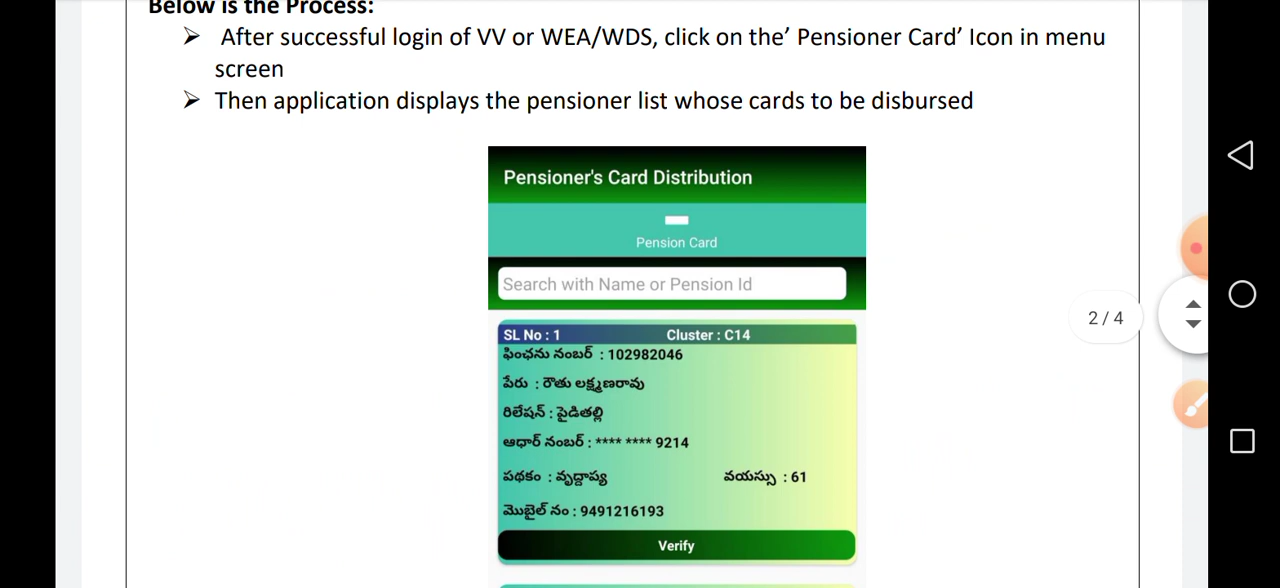 Below is the Process:
➢ After successful login of VV or WEA/WDS, click on the’ Pensioner Card’ Icon in menu
screen
➢ Then application displays the pensioner list whose cards to be disbursed
Pensioner's Card Distribution
Pension Card
Search with Name or Pension Id
SL No : 1 Cluster : C14
ఫింఛను నంబర్ : 102982046
పేరు : రౌతు లక్ష్మణరావు
రిలేషన్ : పైడితల్లి
ఆధార్ నంబర్ : **** **** 9214
పథకం : వృద్దాప్య వయస్సు : 61
మొబైల్ నం : 9491216193
Verify
2 / 4